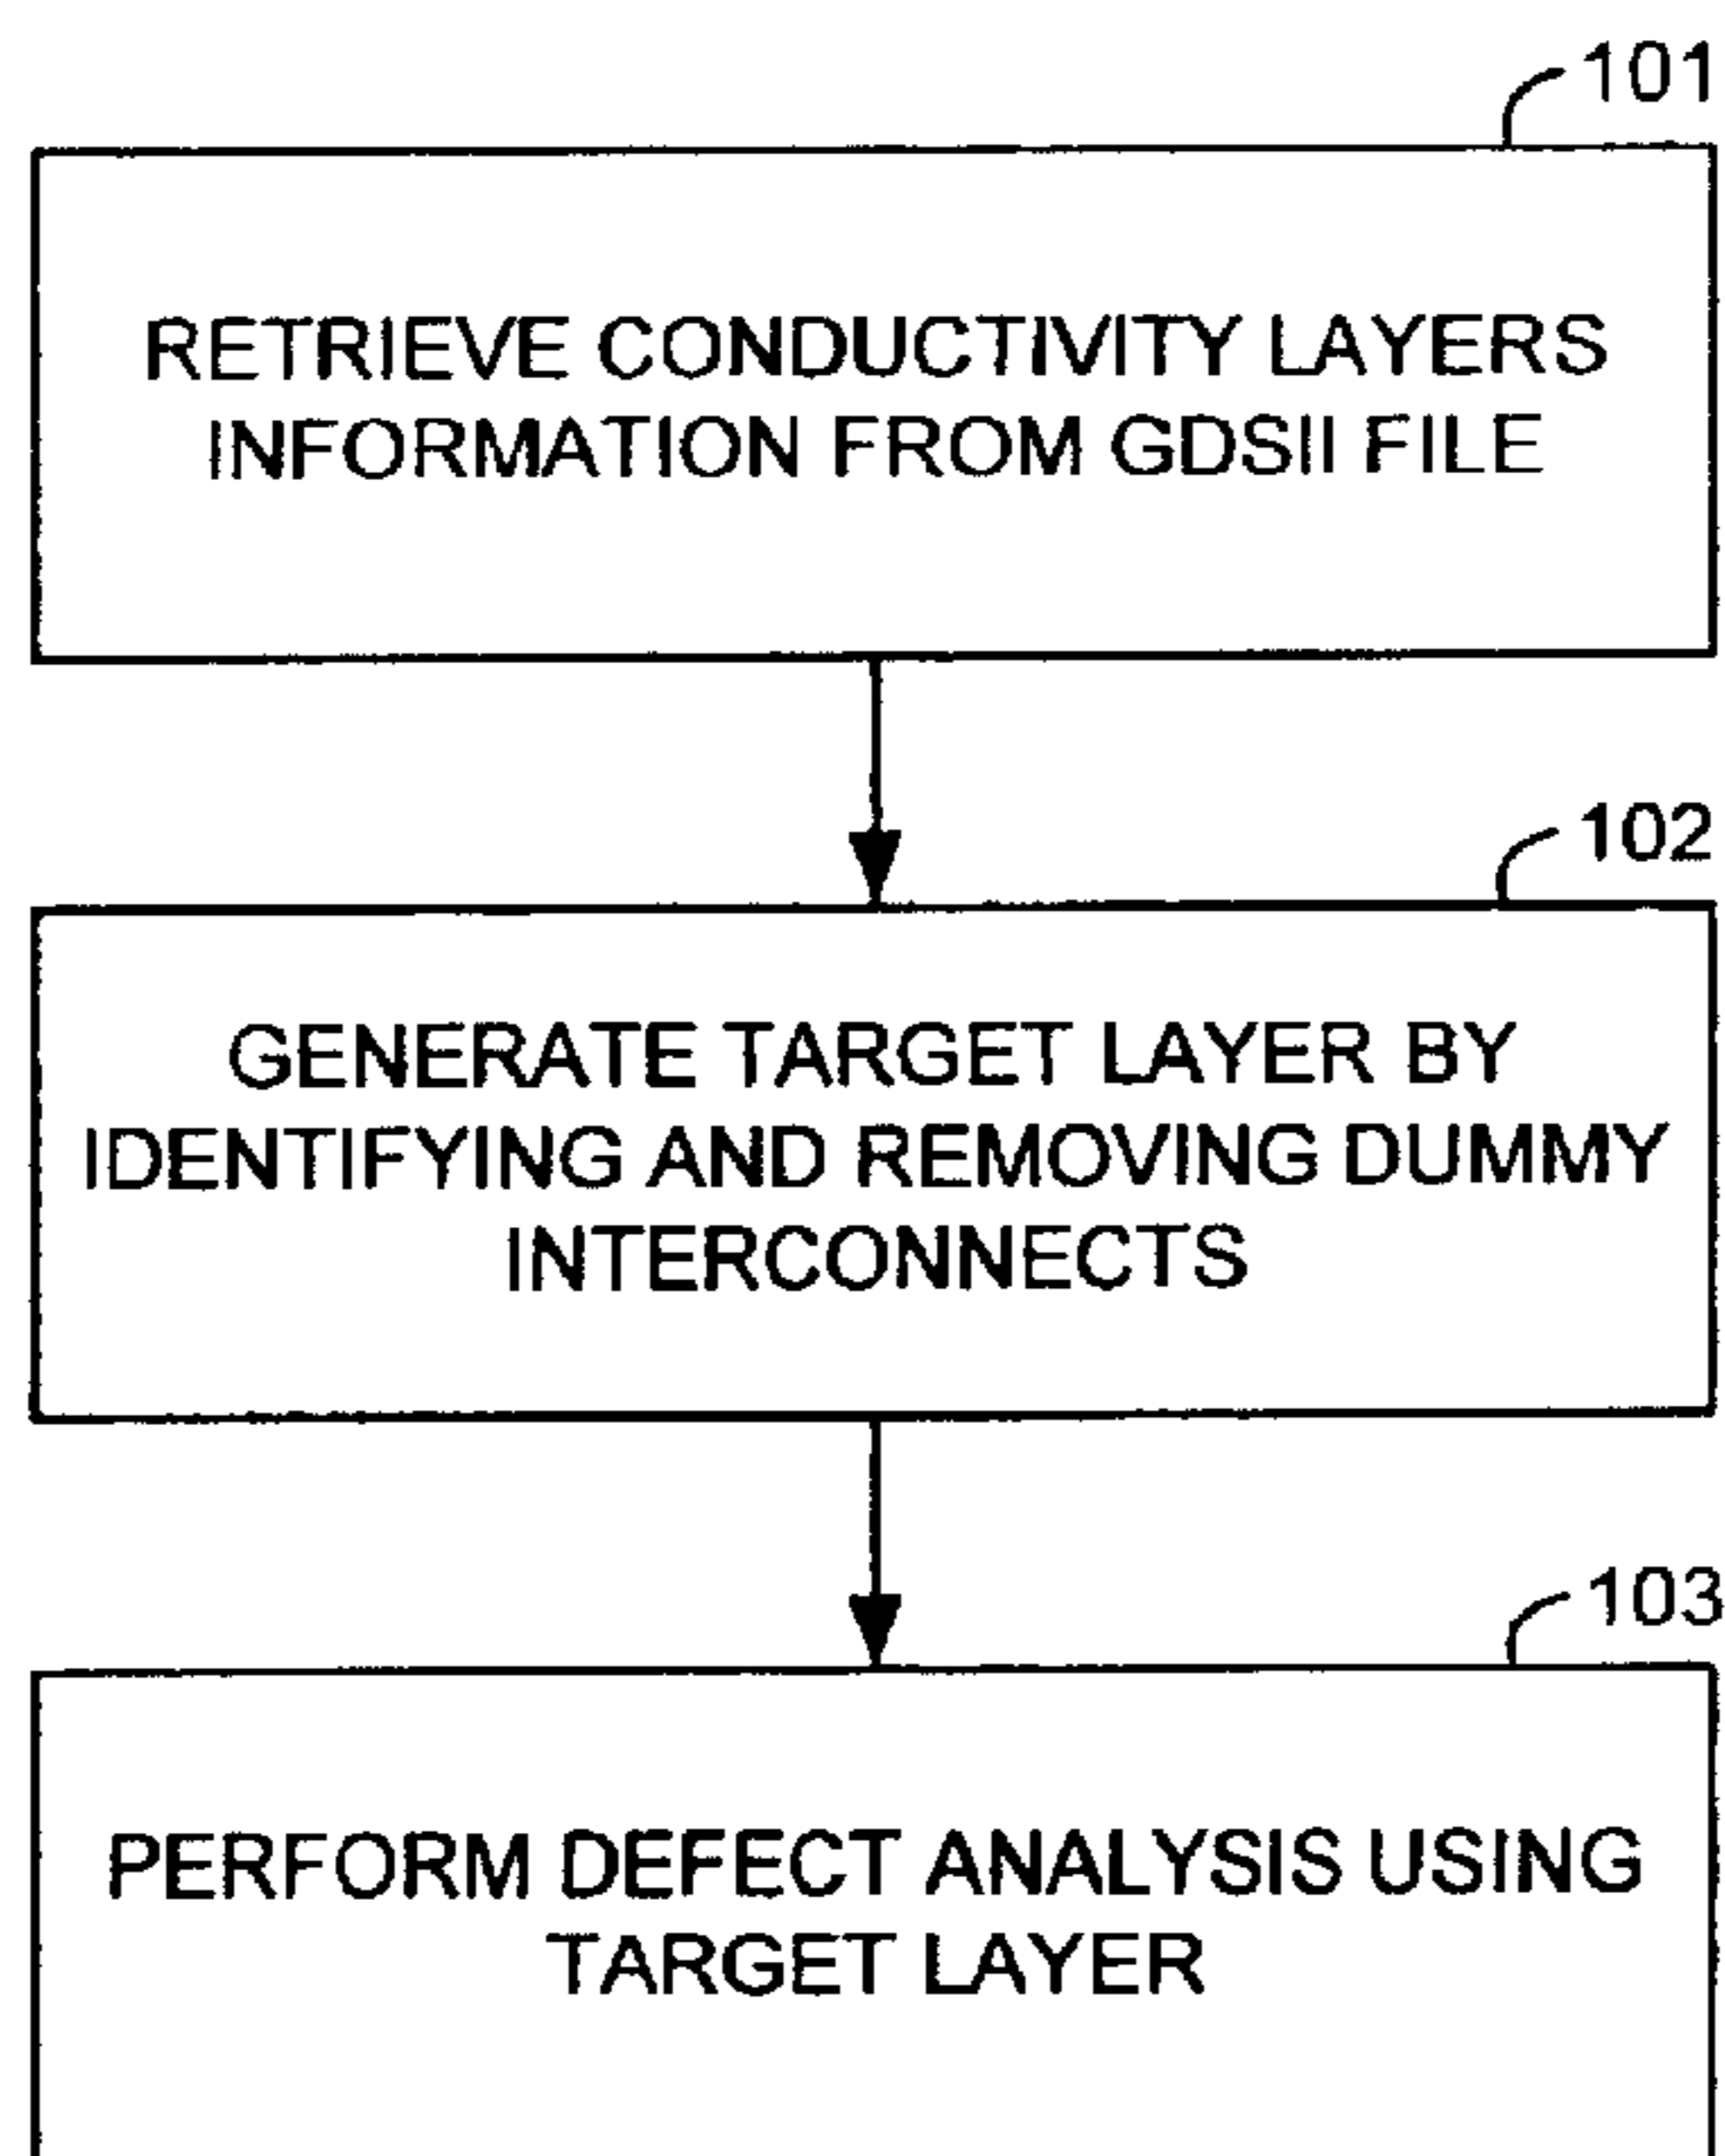 101
RETRIEVE CONDUCTIVITY LAYERS
INFORMATION FROM GDSII FILE
102
GENERATE TARGET LAYER BY
IDENTIFYING AND REMOVING DUMMY
INTERCONNECTS
103
PERFORM DEFECT ANALYSIS USING
TARGET LAYER